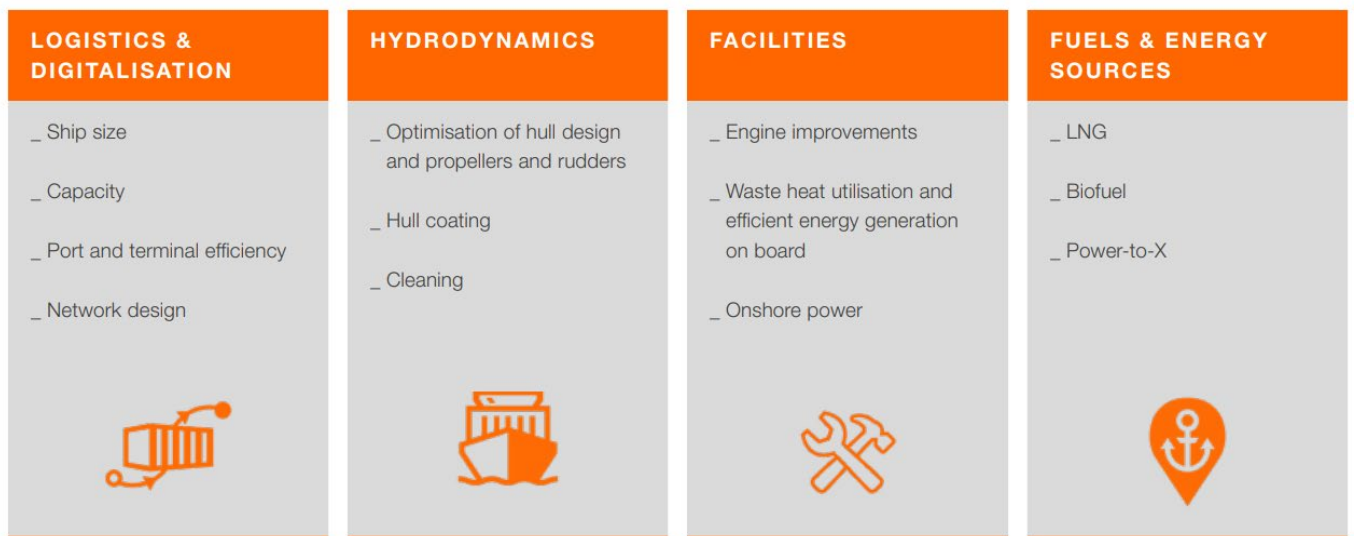 LOGISTICS &
DIGITALISATION
_ Ship size
_ Capacity
_ Port and terminal efficiency
_ Network design
HYDRODYNAMICS
_ Optimisation of hull design
and propellers and rudders
_ Hull coating
_ Cleaning
FACILITIES
_ Engine improvements
_ Waste heat utilisation and
efficient energy generation
on board
_ Onshore power
FUELS & ENERGY
SOURCES
_ LNG
_ Biofuel
_ Power-to-X